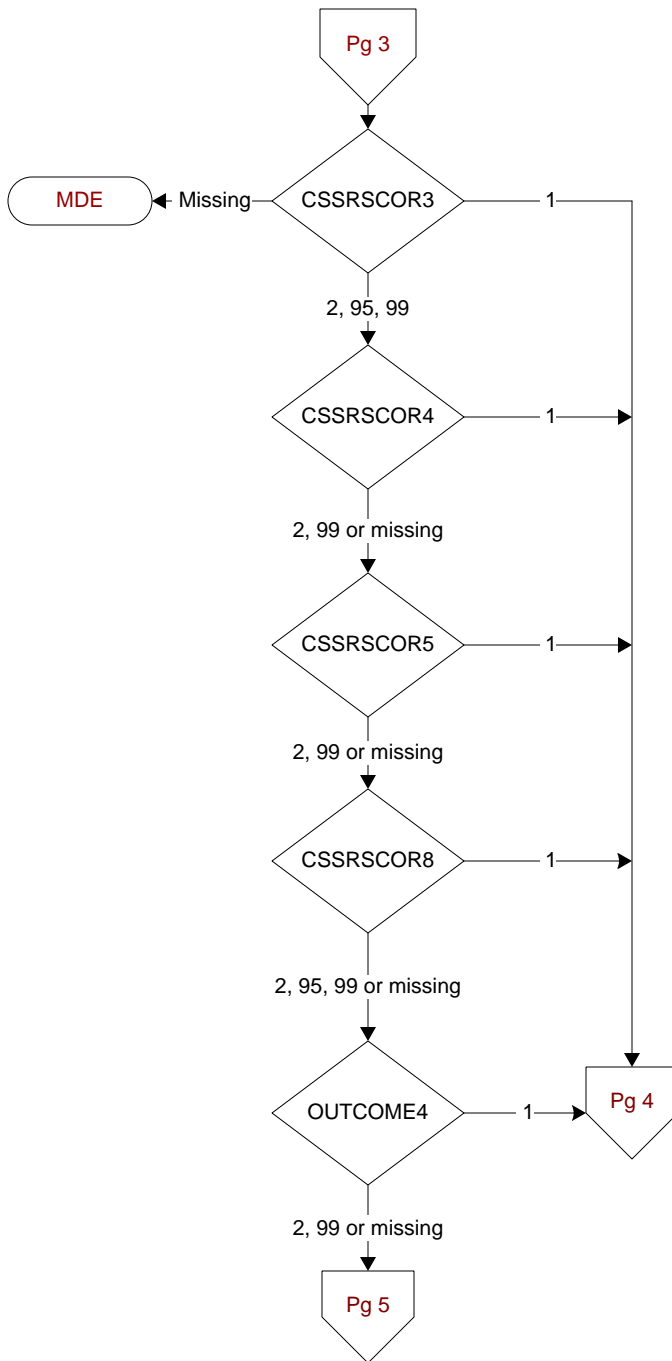 Pg 3
MDE
Missing
CSSRSCOR3
1
2, 95, 99
CSSRSCOR4
1
2, 99 or missing
CSSRSCOR5
1
2, 99 or missing
CSSRSCOR8
1
2, 95, 99 or missing
OUTCOME4
1
Pg 4
2, 99 or missing
Pg 5